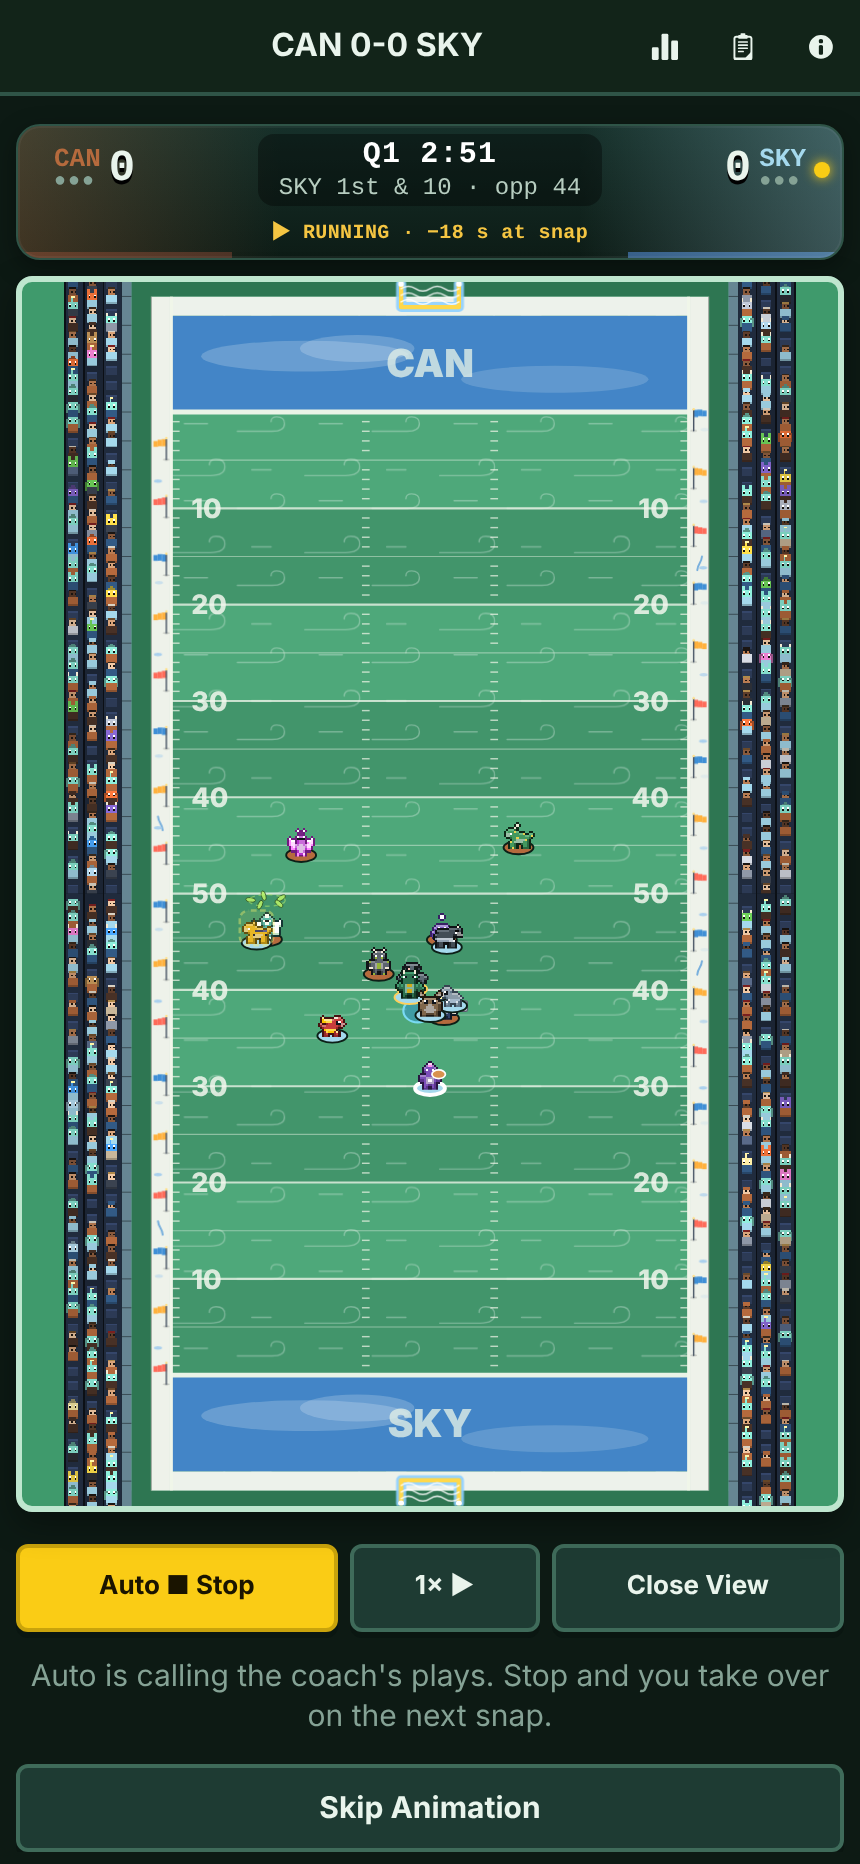 CAN 0-0 SKY
CAN 0 Q1 2:51 0 SKY
SKY 1st & 10 · opp 44
▶ RUNNING · −18 s at snap
CAN
10 10
20 20
30 30
40 40
50 50
40 40
30 30
20 20
10 10
SKY
Auto ■ Stop 1× ▶ Close View
Auto is calling the coach's plays. Stop and you take over
on the next snap.
Skip Animation